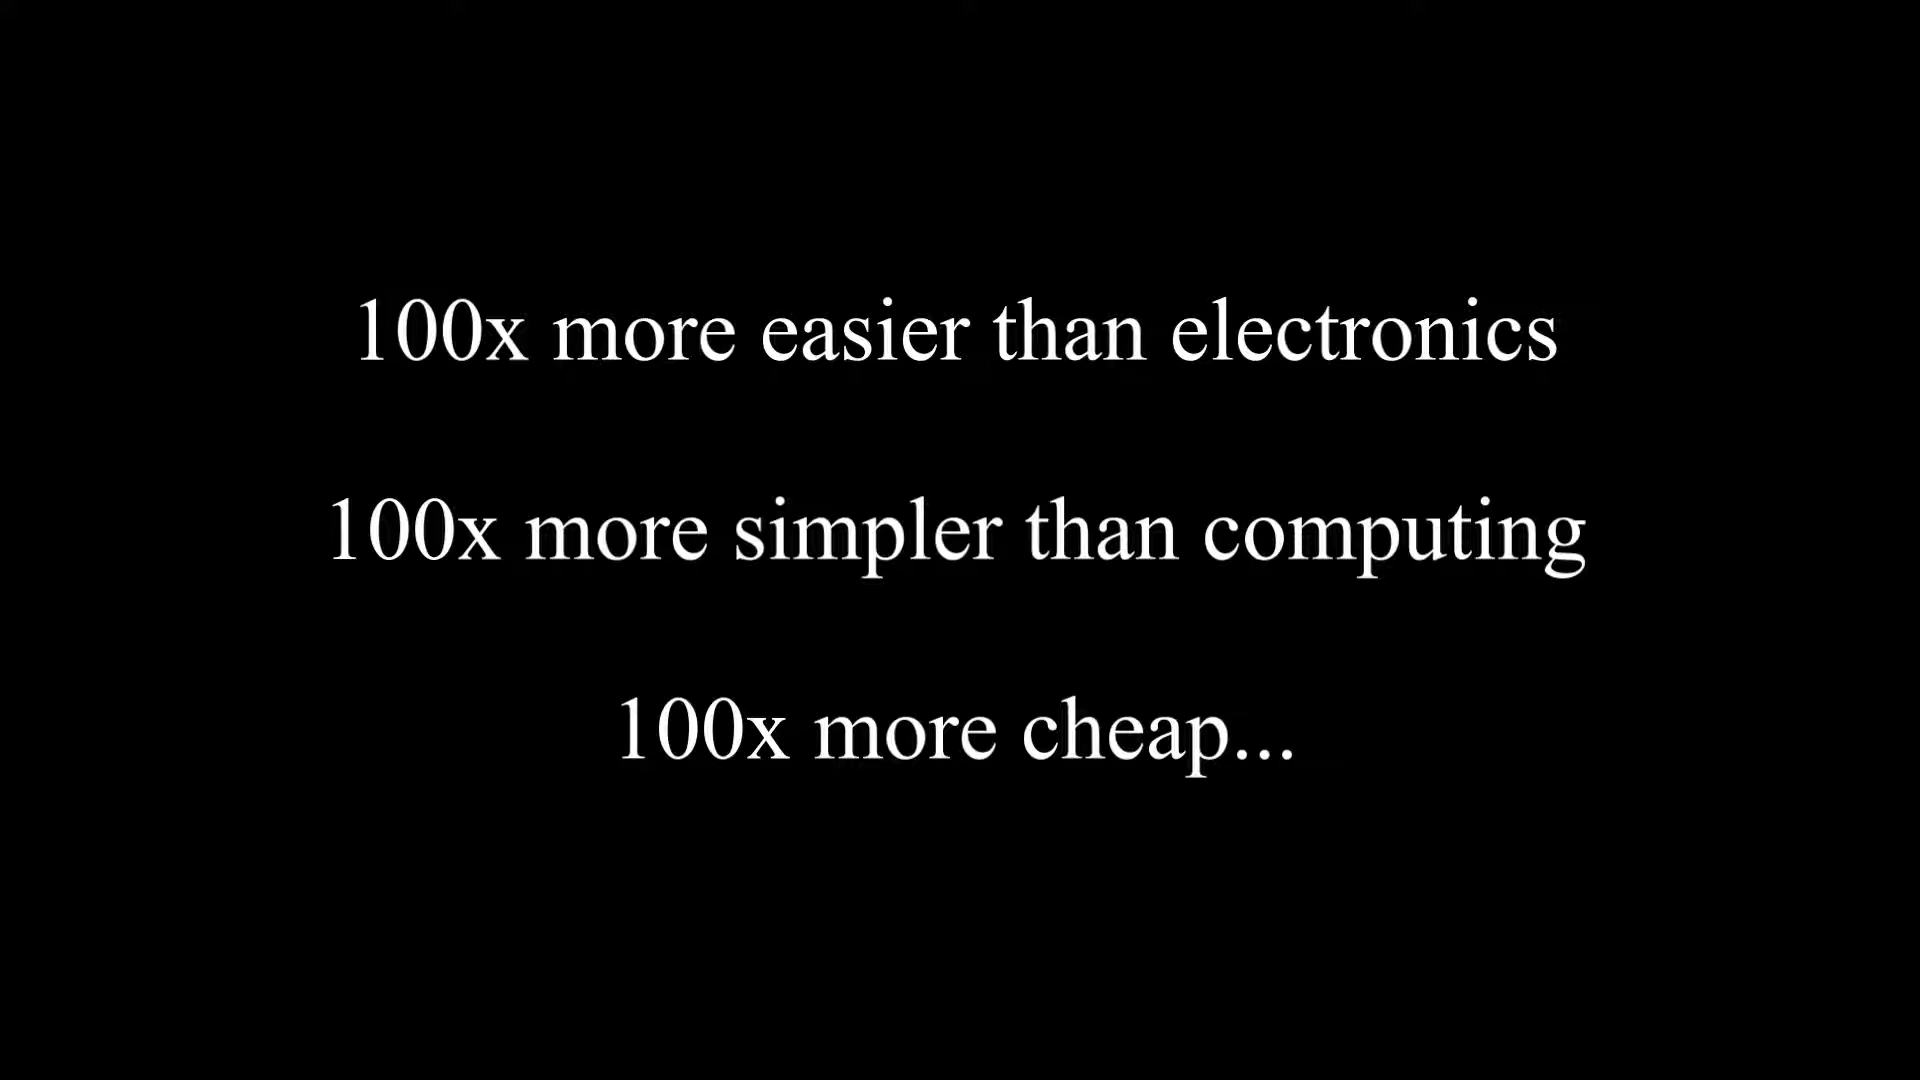 100x more easier than electronics
100x more simpler than computing
100x more cheap...